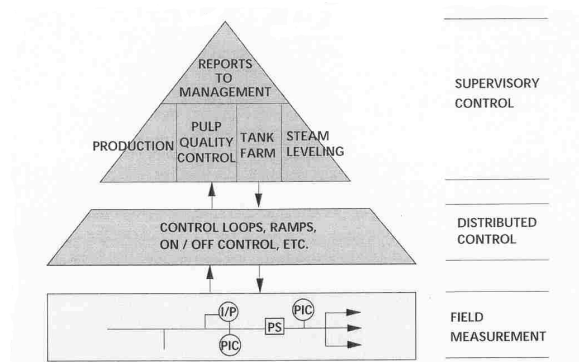 REPORTS
TO
MANAGEMENT
PRODUCTION
PULP
QUALITY
CONTROL
TANK
FARM
STEAM
LEVELING
SUPERVISORY
CONTROL
CONTROL LOOPS, RAMPS,
ON / OFF CONTROL, ETC.
DISTRIBUTED
CONTROL
I/P
PIC
PS
PIC
FIELD
MEASUREMENT